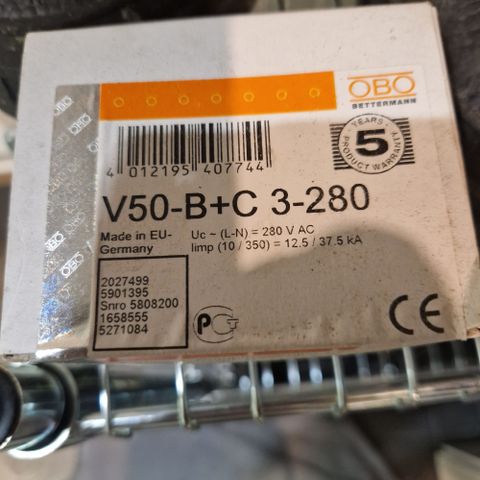 OBO
BETTERMANN
5
YEARS
PRODUCT WARRANTY
4 012195 407744
V50-B+C 3-280
Made in EU-
Germany
Uc ~ (L-N) = 280 V AC
Iimp (10 / 350) = 12.5 / 37.5 kA
2027499
5901395
Snro 5808200
1658555
5271084
CE
OBO